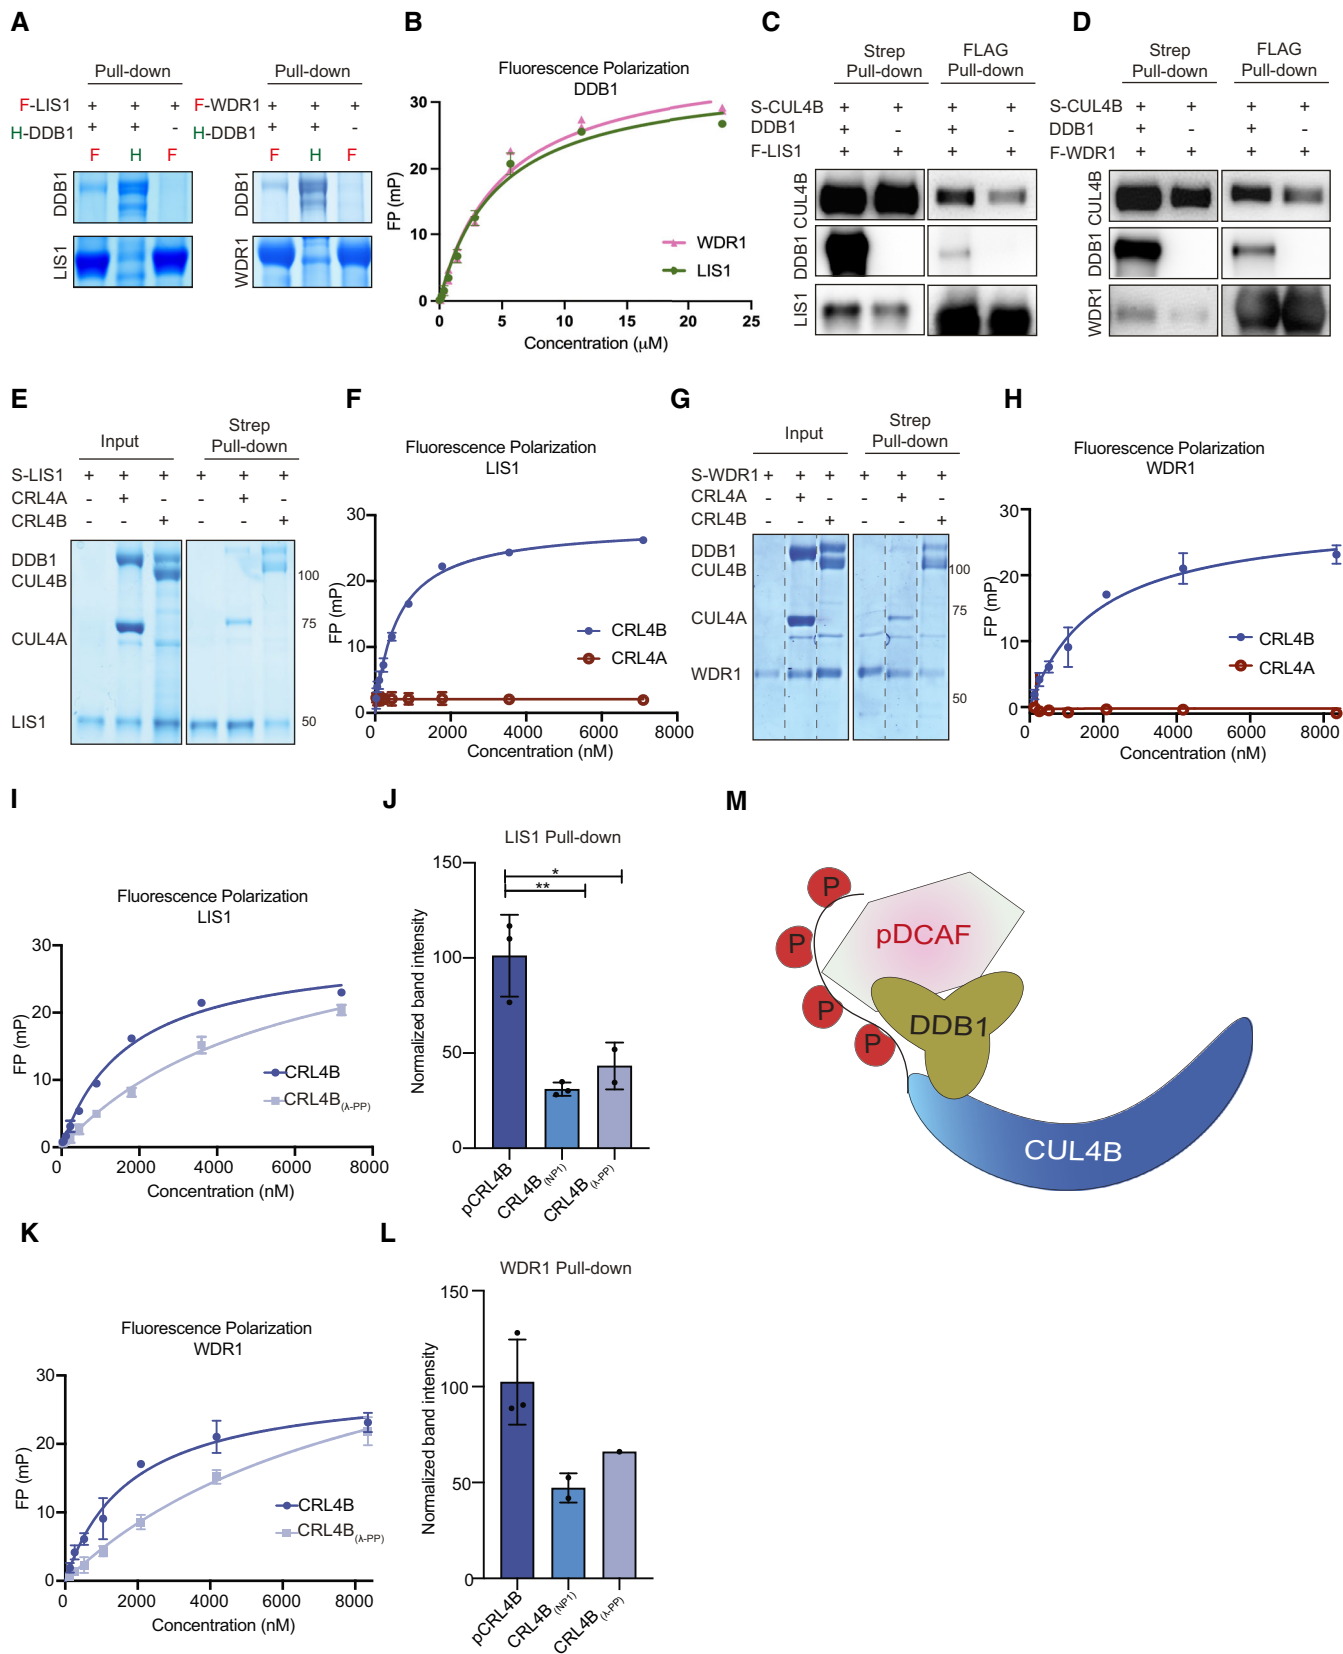 A
Pull-down
F-LIS1 + + +
H-DDB1 + + -
F H F
DDB1
LIS1
Pull-down
F-WDR1 + + +
H-DDB1 + + -
F H F
DDB1
WDR1
B
Fluorescence Polarization
DDB1
FP (mP)
30
20
10
0
0 5 10 15 20 25
Concentration (μM)
WDR1
LIS1
C
Strep FLAG
Pull-down Pull-down
S-CUL4B + + + +
DDB1 + - + -
F-LIS1 + + + +
CUL4B
DDB1
LIS1
D
Strep FLAG
Pull-down Pull-down
S-CUL4B + + + +
DDB1 + - + -
F-WDR1 + + + +
CUL4B
DDB1
WDR1
E
Input Strep
Pull-down
S-LIS1 + + + + + +
CRL4A - + - - + -
CRL4B - - + - - +
DDB1
CUL4B
CUL4A
LIS1
100
75
50
F
Fluorescence Polarization
LIS1
FP (mP)
30
20
10
0
0 2000 4000 6000 8000
Concentration (nM)
CRL4B
CRL4A
G
Input Strep
Pull-down
S-WDR1 + + + + + +
CRL4A - + - - + -
CRL4B - - + - - +
DDB1
CUL4B
CUL4A
WDR1
100
75
50
H
Fluorescence Polarization
WDR1
FP (mP)
30
20
10
0
0 2000 4000 6000 8000
Concentration (nM)
CRL4B
CRL4A
I
Fluorescence Polarization
LIS1
FP (mP)
30
20
10
0
0 2000 4000 6000 8000
Concentration (nM)
CRL4B
CRL4B(λ-PP)
J
LIS1 Pull-down
Normalized band intensity
150
100
50
0
*
**
pCRL4B
CRL4B(NP1)
CRL4B(λ-PP)
M
P
P
P
P
pDCAF
DDB1
CUL4B
K
Fluorescence Polarization
WDR1
FP (mP)
30
20
10
0
0 2000 4000 6000 8000
Concentration (nM)
CRL4B
CRL4B(λ-PP)
L
WDR1 Pull-down
Normalized band intensity
150
100
50
0
pCRL4B
CRL4B(NP1)
CRL4B(λ-PP)